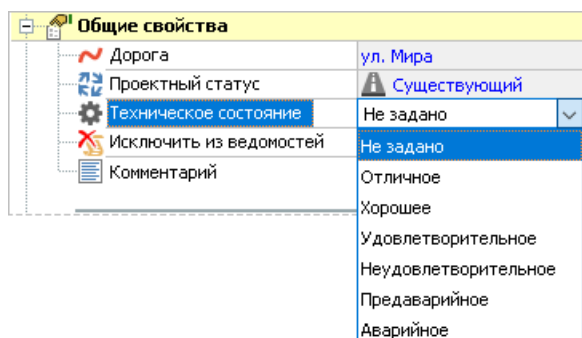 Общие свойства
Дорога ул. Мира
Проектный статус Существующий
Техническое состояние Не задано
Исключить из ведомостей Не задано
Комментарий Отличное
Хорошее
Удовлетворительное
Неудовлетворительное
Предаварийное
Аварийное